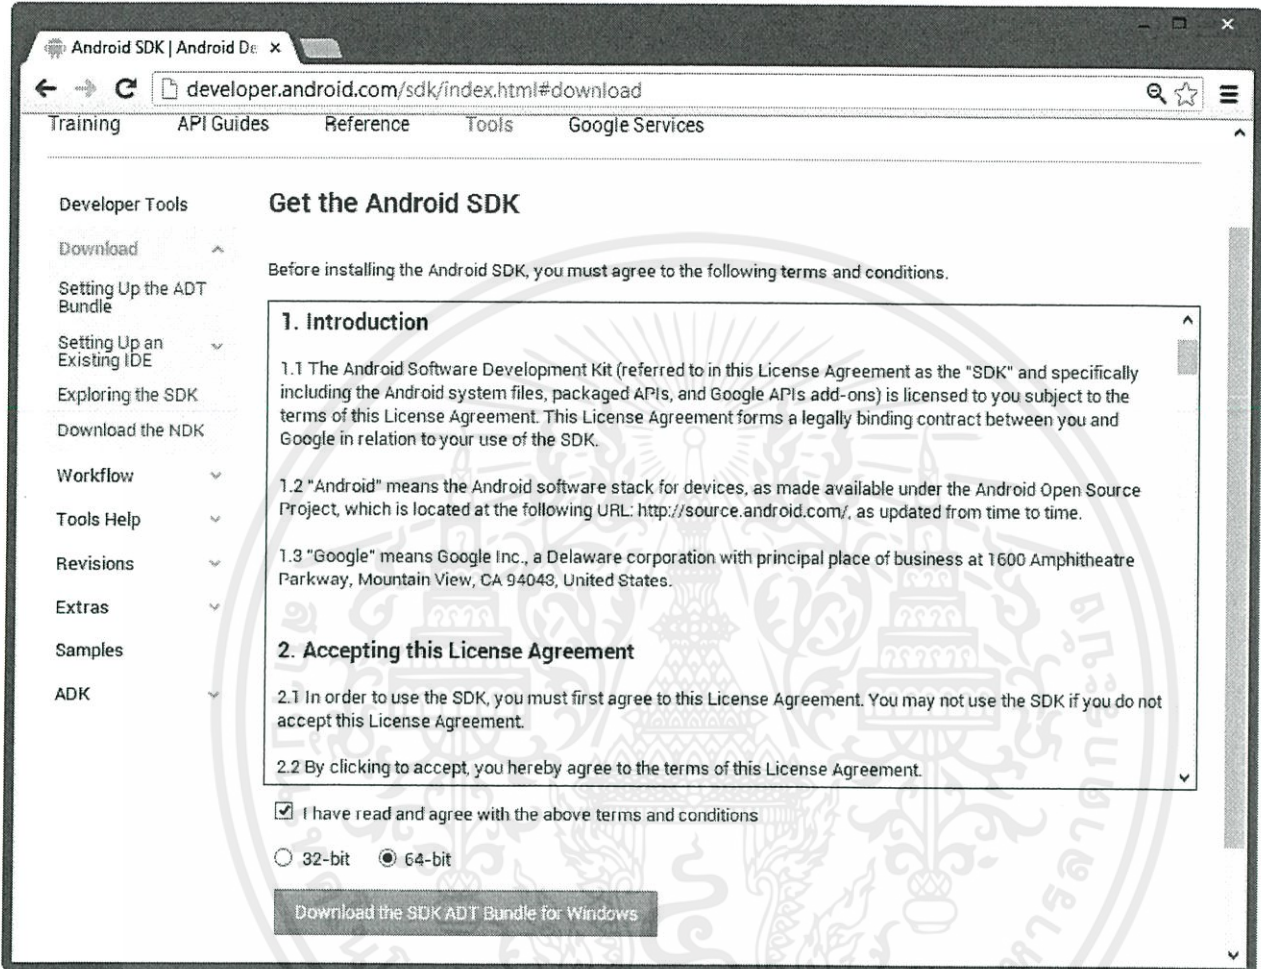 Android SDK | Android De
developer.android.com/sdk/index.html#download
Training API Guides Reference Tools Google Services
Developer Tools
Download
Setting Up the ADT
Bundle
Setting Up an
Existing IDE
Exploring the SDK
Download the NDK
Workflow
Tools Help
Revisions
Extras
Samples
ADK
Get the Android SDK
Before installing the Android SDK, you must agree to the following terms and conditions.
1. Introduction
1.1 The Android Software Development Kit (referred to in this License Agreement as the "SDK" and specifically
including the Android system files, packaged APIs, and Google APIs add-ons) is licensed to you subject to the
terms of this License Agreement. This License Agreement forms a legally binding contract between you and
Google in relation to your use of the SDK.
1.2 "Android" means the Android software stack for devices, as made available under the Android Open Source
Project, which is located at the following URL: http://source.android.com/, as updated from time to time.
1.3 "Google" means Google Inc., a Delaware corporation with principal place of business at 1600 Amphitheatre
Parkway, Mountain View, CA 94043, United States.
2. Accepting this License Agreement
2.1 In order to use the SDK, you must first agree to this License Agreement. You may not use the SDK if you do not
accept this License Agreement.
2.2 By clicking to accept, you hereby agree to the terms of this License Agreement.
I have read and agree with the above terms and conditions
32-bit 64-bit
Download the SDK ADT Bundle for Windows